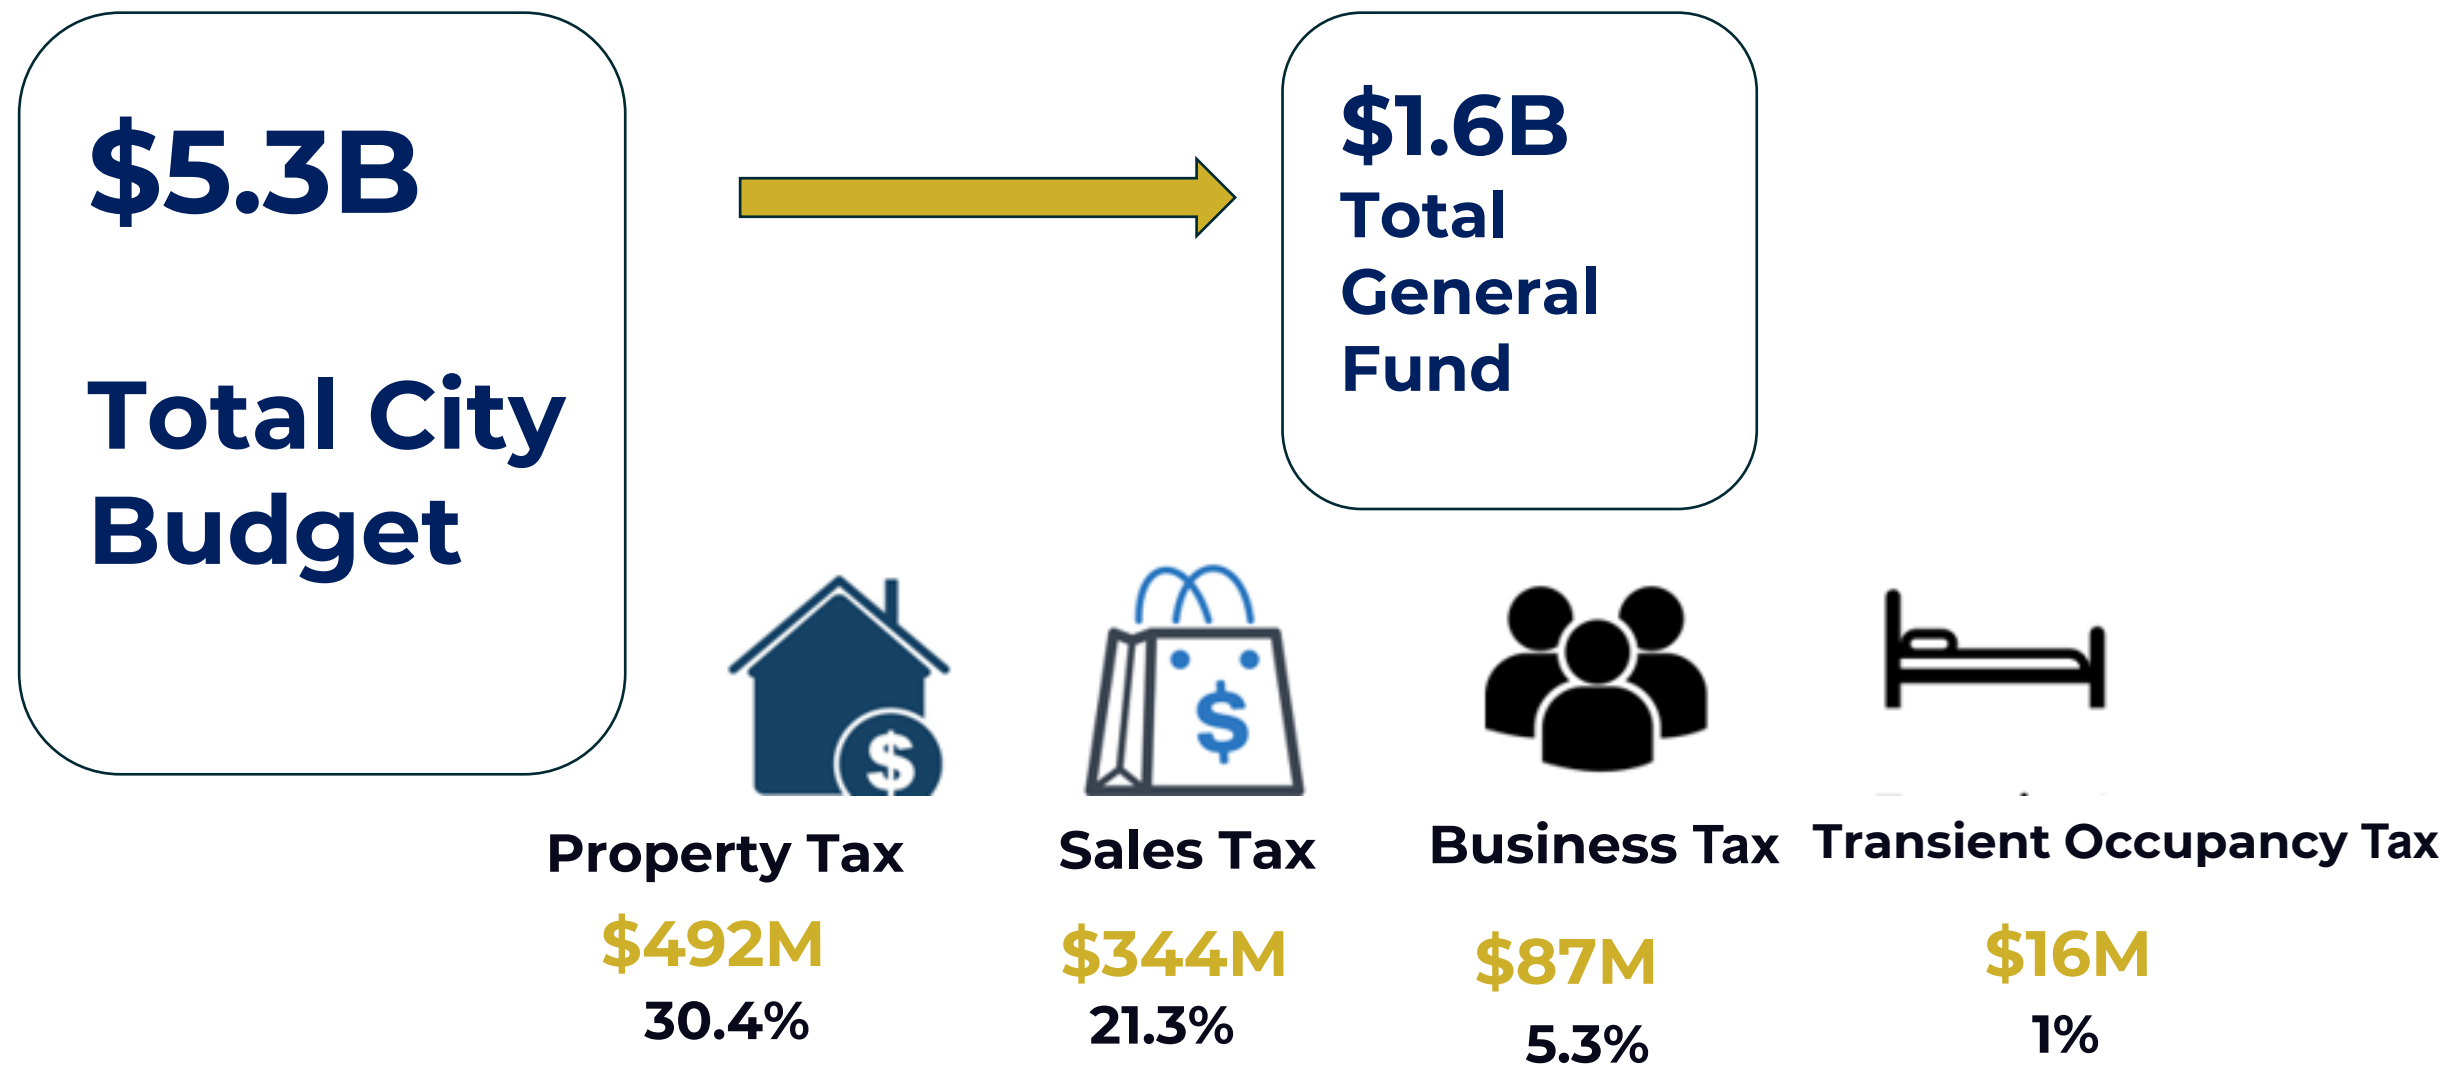 $5.3B
Total City
Budget
$1.6B
Total
General
Fund
$
$
Property Tax
$492M
30.4%
Sales Tax
$344M
21.3%
Business Tax
$87M
5.3%
Transient Occupancy Tax
$16M
1%